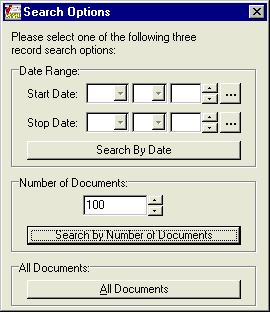 Search Options
Please select one of the following three
record search options:
Date Range:
Start Date:
...
Stop Date:
...
Search By Date
Number of Documents:
100
Search by Number of Documents
All Documents:
All Documents